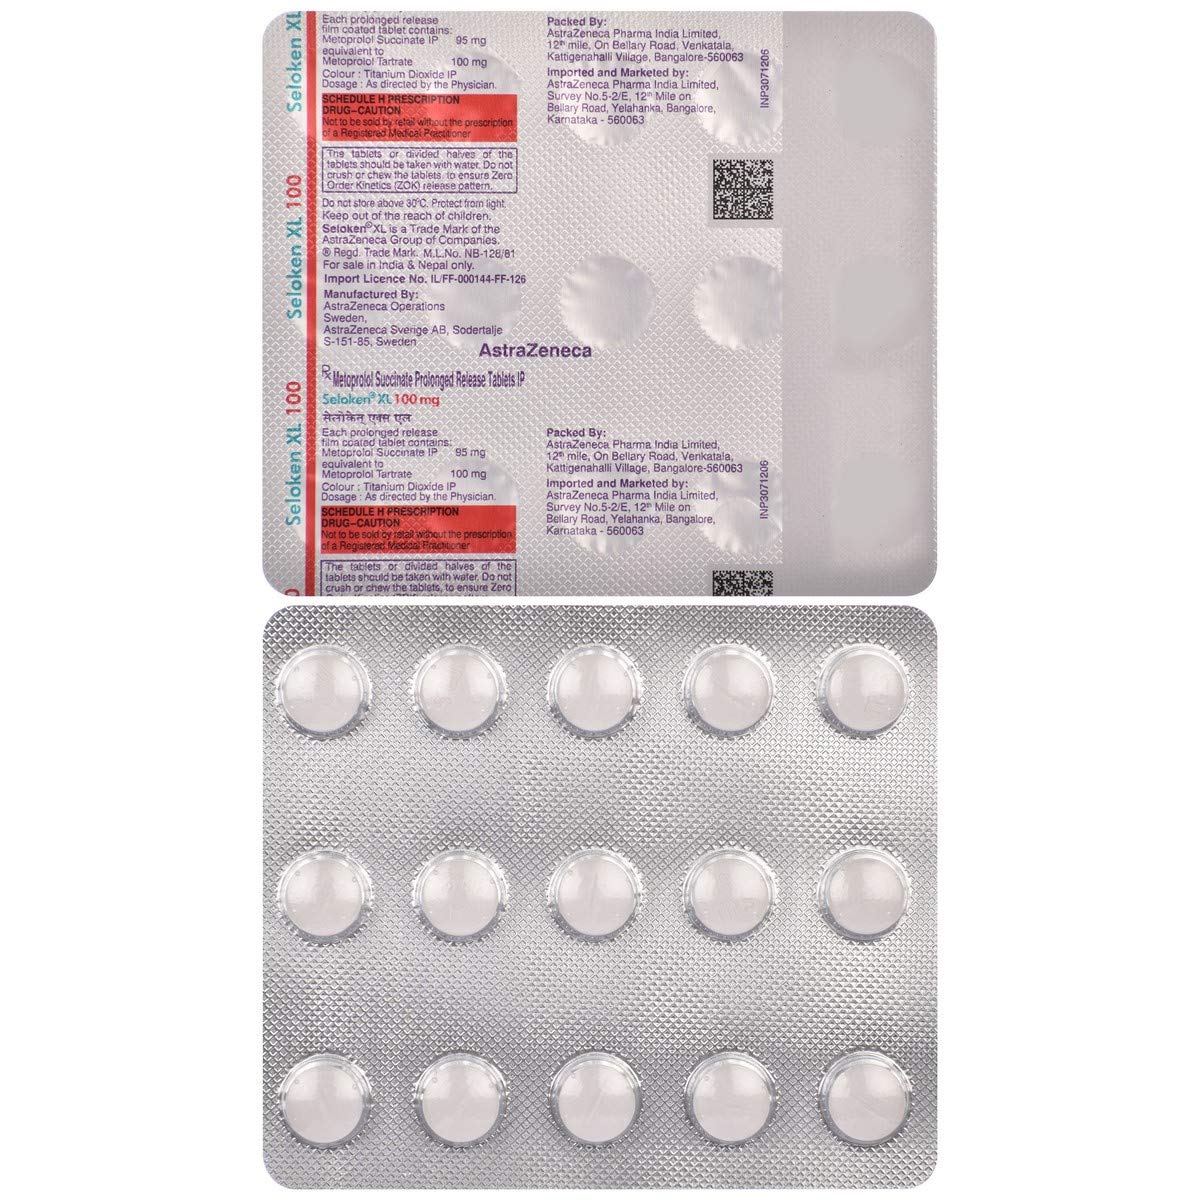 Each prolonged release
film coated tablet contains:
Metoprolol Succinate IP 95 mg
equivalent to
Metoprolol Tartrate 100 mg
Colour : Titanium Dioxide IP
Dosage : As directed by the Physician.
SCHEDULE H PRESCRIPTION
DRUG–CAUTION
Not to be sold by retail without the prescription
of a Registered Medical Practitioner
The tablets or divided halves of the
tablets should be taken with water. Do not
crush or chew the tablets, to ensure Zero
Order Kinetics (ZOK) release pattern.
Do not store above 30°C. Protect from light.
Keep out of the reach of children.
Seloken® XL is a Trade Mark of the
AstraZeneca Group of Companies.
® Regd. Trade Mark. M.L.No. NB-128/81
For sale in India & Nepal only.
Import Licence No. IL/FF-000144-FF-126
Manufactured By:
AstraZeneca Operations
Sweden,
AstraZeneca Sverige AB, Sodertalje
S-151-85, Sweden
AstraZeneca
Rx Metoprolol Succinate Prolonged Release Tablets IP
Seloken® XL 100 mg
सेलोकेन एक्स एल
Each prolonged release
film coated tablet contains:
Metoprolol Succinate IP 95 mg
equivalent to
Metoprolol Tartrate 100 mg
Colour : Titanium Dioxide IP
Dosage : As directed by the Physician.
SCHEDULE H PRESCRIPTION
DRUG–CAUTION
Not to be sold by retail without the prescription
of a Registered Medical Practitioner
The tablets or divided halves of the
tablets should be taken with water. Do not
crush or chew the tablets, to ensure Zero
Packed By:
AstraZeneca Pharma India Limited,
12th mile, On Bellary Road, Venkatala,
Kattigenahalli Village, Bangalore-560063
Imported and Marketed by:
AstraZeneca Pharma India Limited,
Survey No.5-2/E, 12th Mile on
Bellary Road, Yelahanka, Bangalore,
Karnataka - 560063
INP3071206
Packed By:
AstraZeneca Pharma India Limited,
12th mile, On Bellary Road, Venkatala,
Kattigenahalli Village, Bangalore-560063
Imported and Marketed by:
AstraZeneca Pharma India Limited,
Survey No.5-2/E, 12th Mile on
Bellary Road, Yelahanka, Bangalore,
Karnataka - 560063
INP3071206
Seloken XL
Seloken XL 100
Seloken XL 100